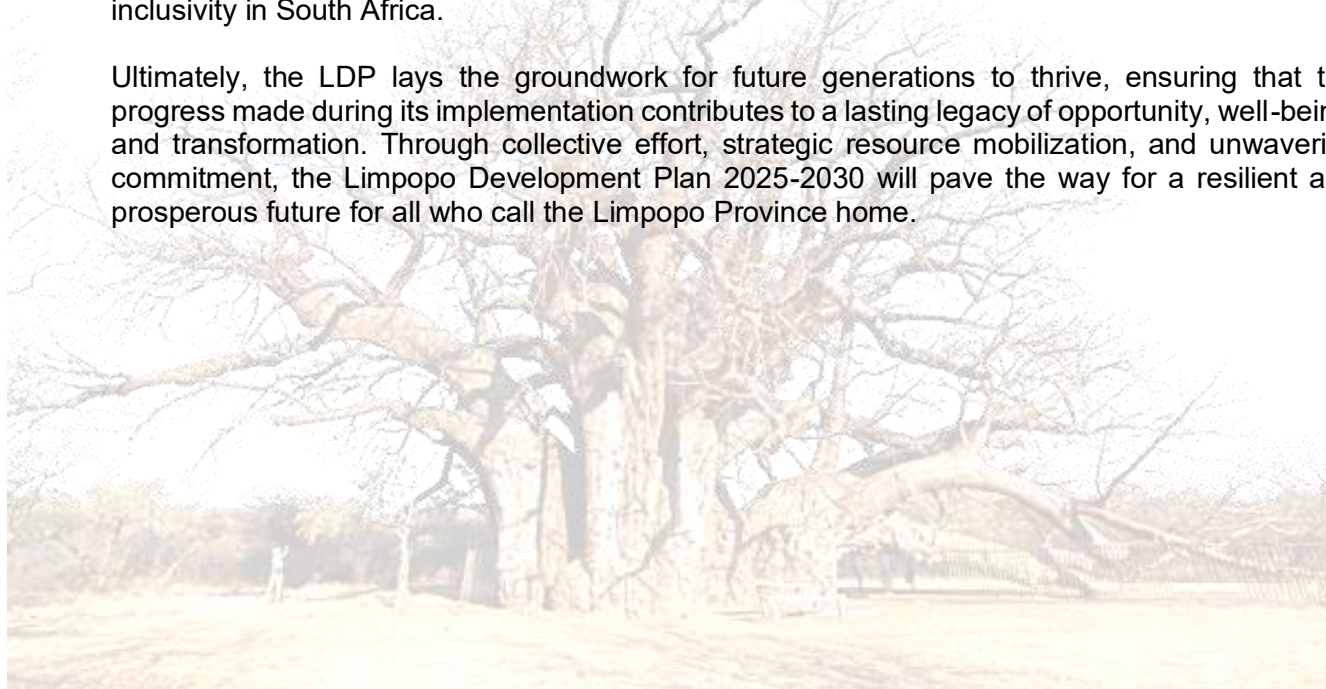 inclusivity in South Africa.
Ultimately, the LDP lays the groundwork for future generations to thrive, ensuring that t
progress made during its implementation contributes to a lasting legacy of opportunity, well-bein
and transformation. Through collective effort, strategic resource mobilization, and unwaveri
commitment, the Limpopo Development Plan 2025-2030 will pave the way for a resilient a
prosperous future for all who call the Limpopo Province home.